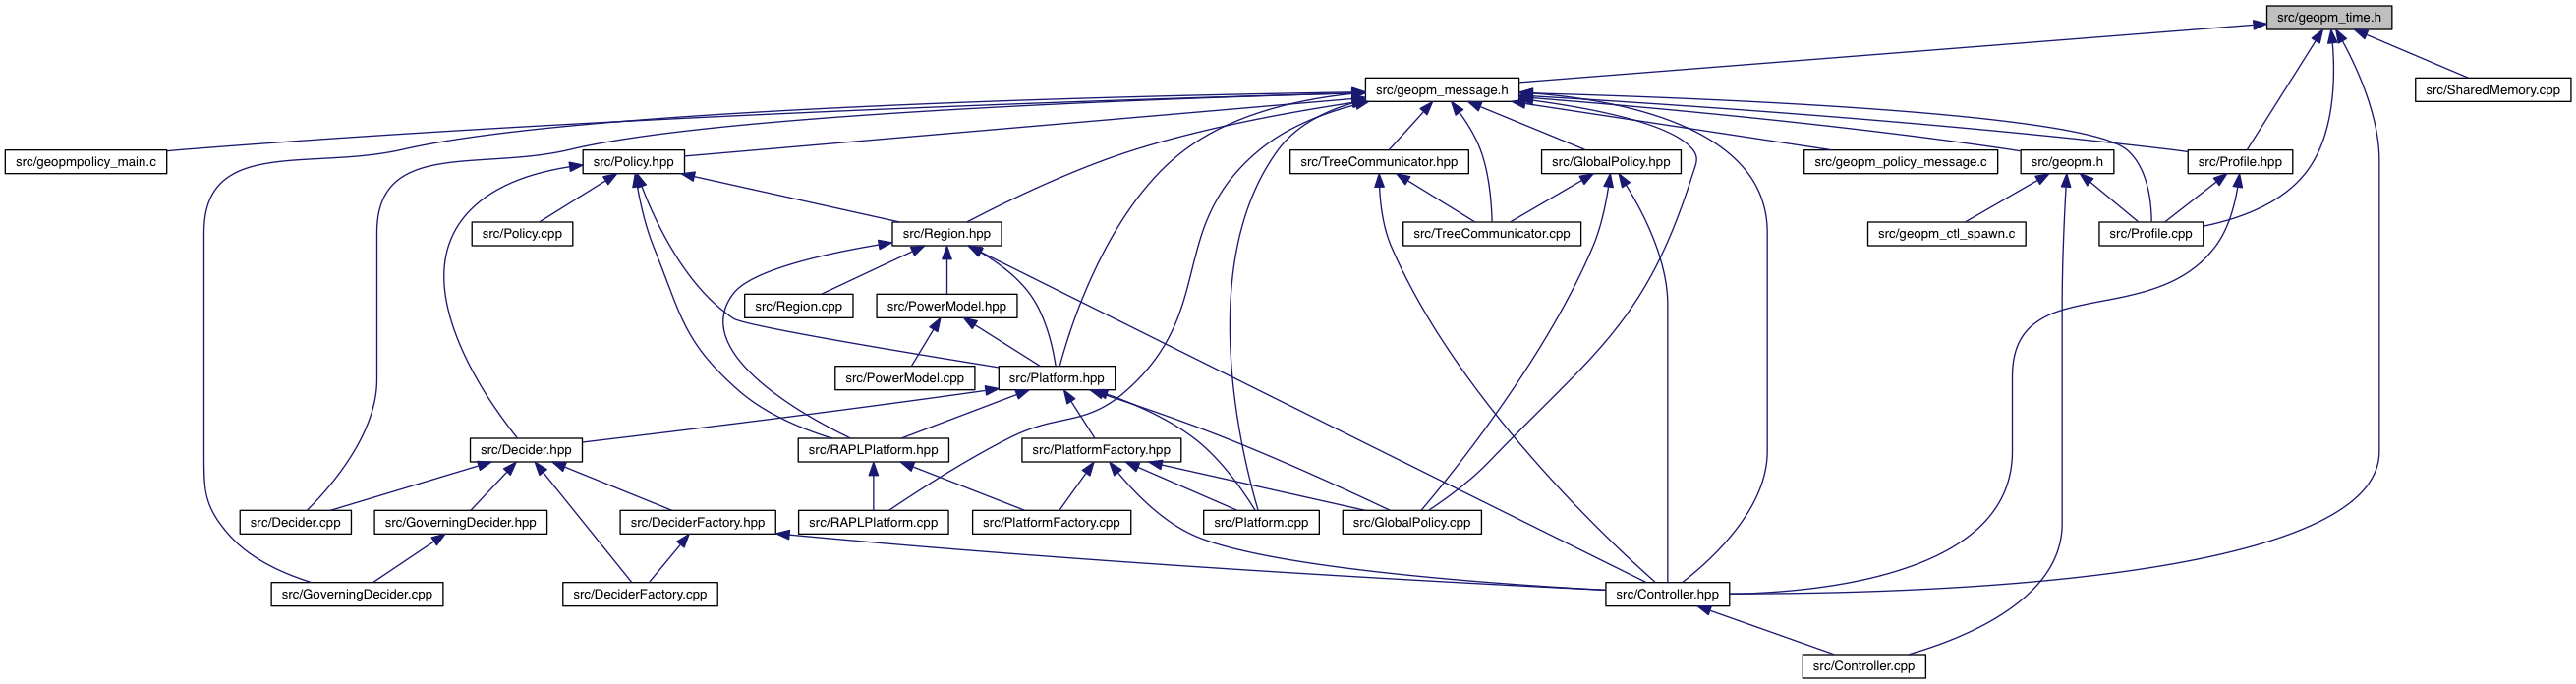 src/geopm_time.h
src/geopm_message.h
src/SharedMemory.cpp
src/geopmpolicy_main.c
src/Policy.hpp
src/TreeCommunicator.hpp
src/GlobalPolicy.hpp
src/geopm_policy_message.c
src/geopm.h
src/Profile.hpp
src/Policy.cpp
src/Region.hpp
src/TreeCommunicator.cpp
src/geopm_ctl_spawn.c
src/Profile.cpp
src/Region.cpp
src/PowerModel.hpp
src/PowerModel.cpp
src/Platform.hpp
src/Decider.hpp
src/RAPLPlatform.hpp
src/PlatformFactory.hpp
src/Decider.cpp
src/GoverningDecider.hpp
src/DeciderFactory.hpp
src/RAPLPlatform.cpp
src/PlatformFactory.cpp
src/Platform.cpp
src/GlobalPolicy.cpp
src/GoverningDecider.cpp
src/DeciderFactory.cpp
src/Controller.hpp
src/Controller.cpp